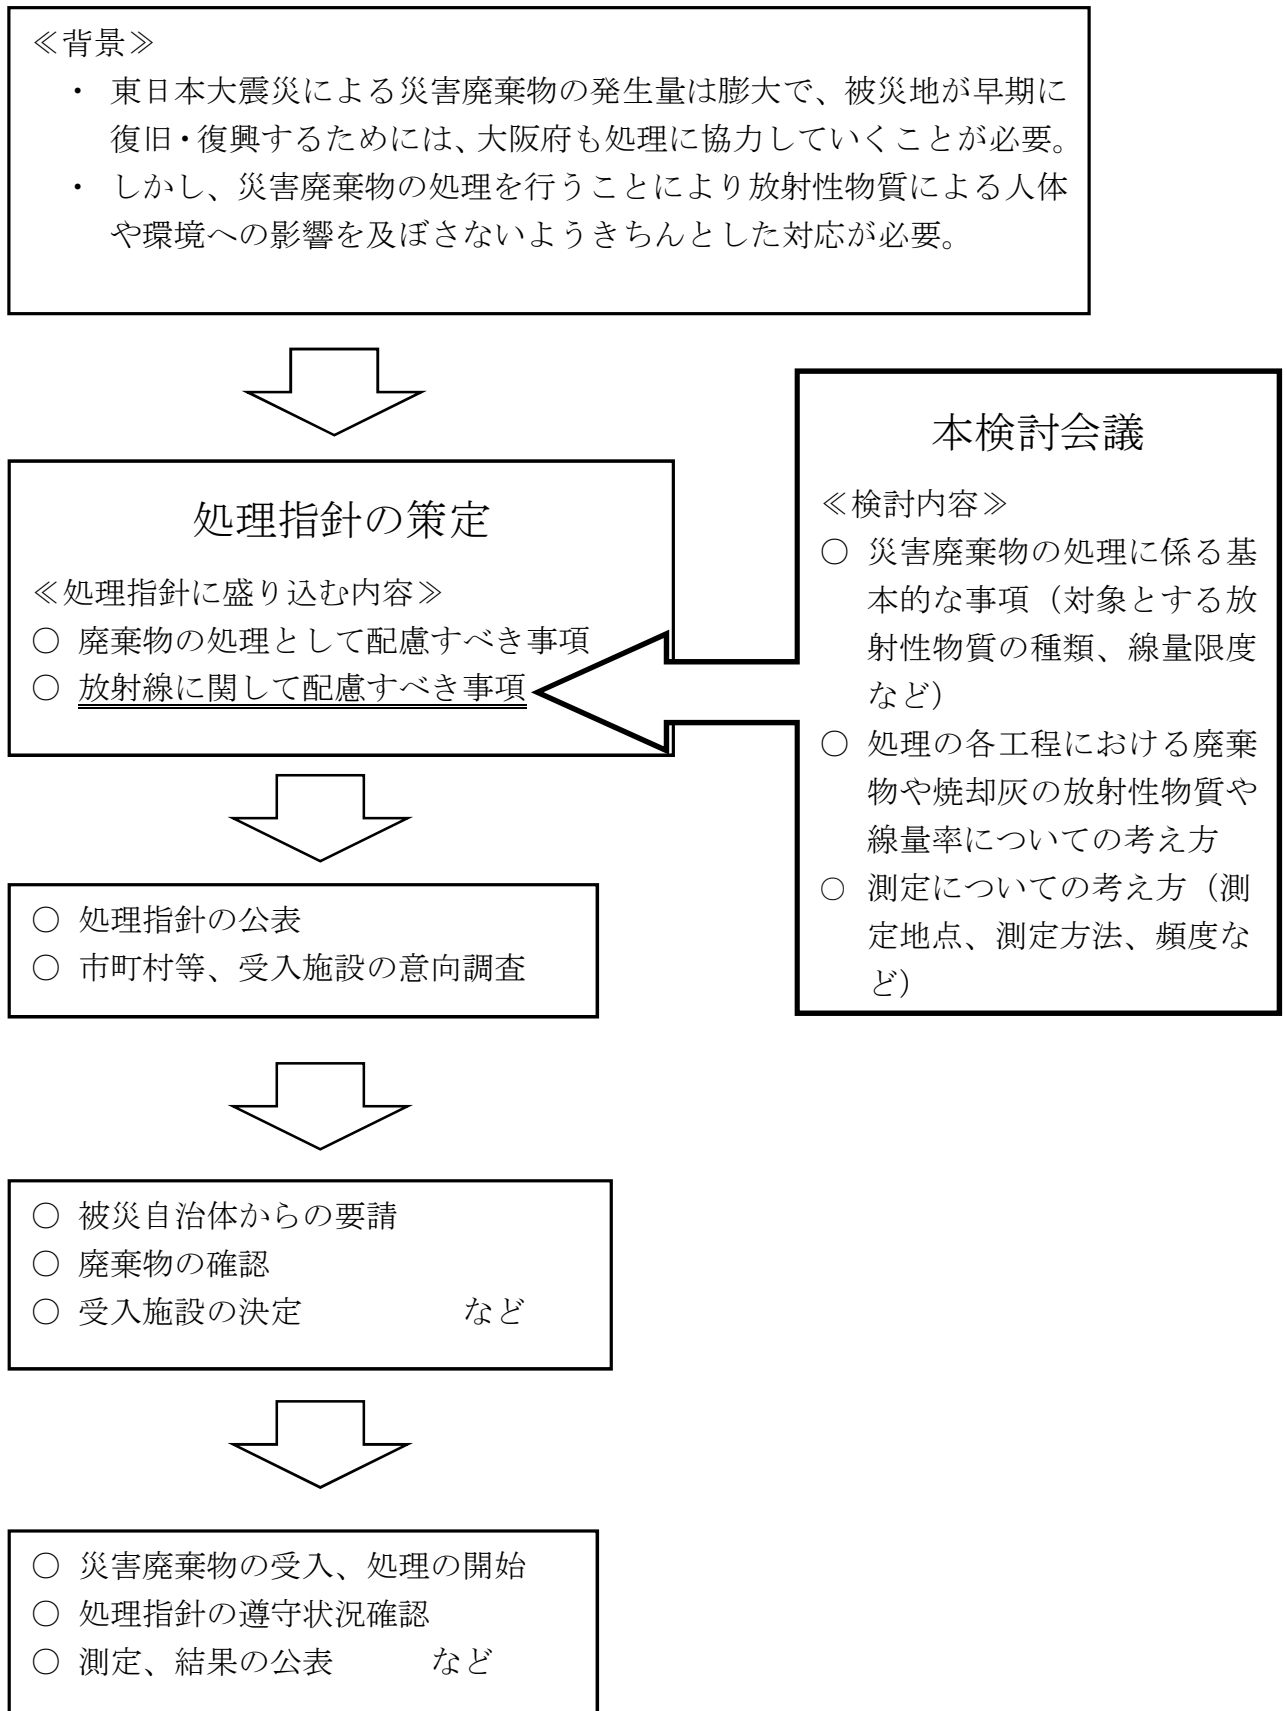 ≪背景≫
・ 東日本大震災による災害廃棄物の発生量は膨大で、被災地が早期に
復旧・復興するためには、大阪府も処理に協力していくことが必要。
・ しかし、災害廃棄物の処理を行うことにより放射性物質による人体
や環境への影響を及ぼさないようきちんとした対応が必要。
処理指針の策定
≪処理指針に盛り込む内容≫
○ 廃棄物の処理として配慮すべき事項
○ 放射線に関して配慮すべき事項
本検討会議
≪検討内容≫
○ 災害廃棄物の処理に係る基
本的な事項（対象とする放
射性物質の種類、線量限度
など）
○ 処理の各工程における廃棄
物や焼却灰の放射性物質や
線量率についての考え方
○ 測定についての考え方（測
定地点、測定方法、頻度な
ど）
○ 処理指針の公表
○ 市町村等、受入施設の意向調査
○ 被災自治体からの要請
○ 廃棄物の確認
○ 受入施設の決定 など
○ 災害廃棄物の受入、処理の開始
○ 処理指針の遵守状況確認
○ 測定、結果の公表 など